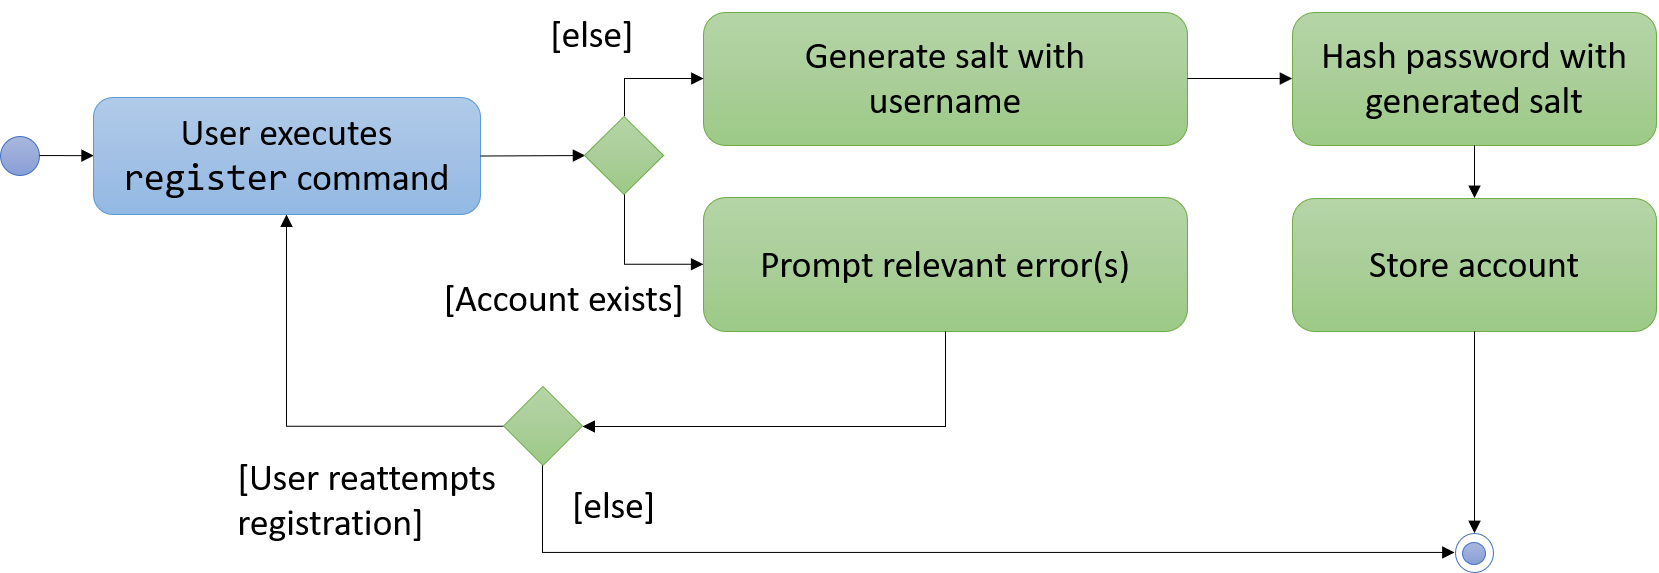 [else]
Generate salt with
username
Hash password with
generated salt
User executes
register command
Prompt relevant error(s)
Store account
[Account exists]
[User reattempts
registration]
[else]